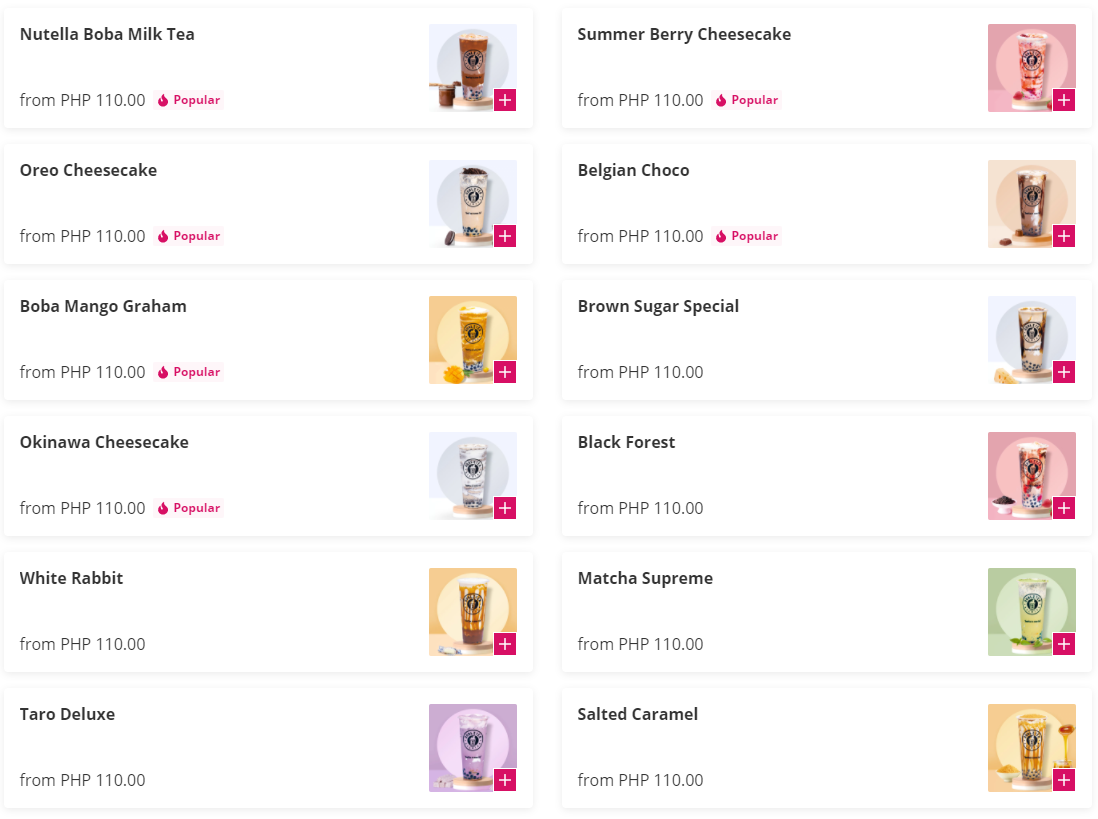 Nutella Boba Milk Tea
from PHP 110.00 Popular
Summer Berry Cheesecake
from PHP 110.00 Popular
Oreo Cheesecake
from PHP 110.00 Popular
Belgian Choco
from PHP 110.00 Popular
Boba Mango Graham
from PHP 110.00 Popular
Brown Sugar Special
from PHP 110.00
Okinawa Cheesecake
from PHP 110.00 Popular
Black Forest
from PHP 110.00
White Rabbit
from PHP 110.00
Matcha Supreme
from PHP 110.00
Taro Deluxe
from PHP 110.00
Salted Caramel
from PHP 110.00